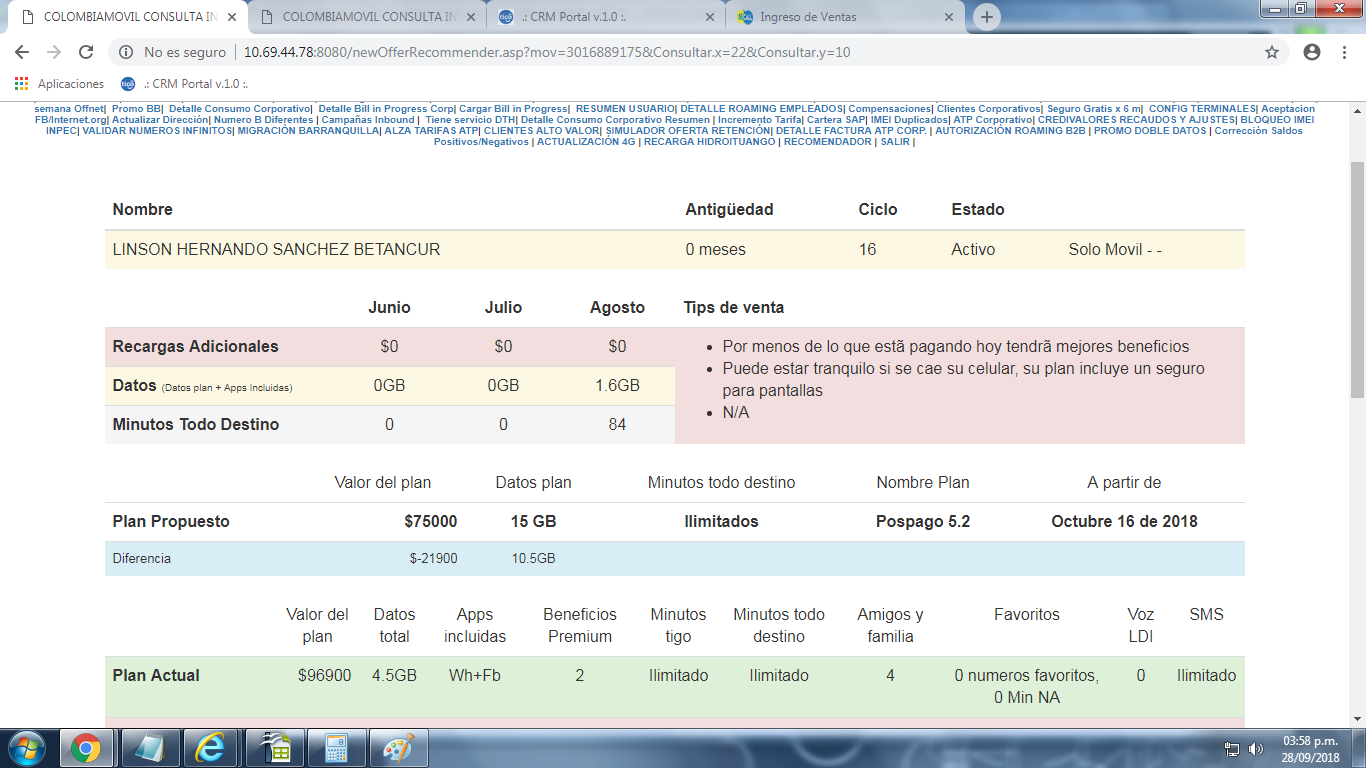 COLOMBIAMOVIL CONSULTA IN
COLOMBIAMOVIL CONSULTA IN
.: CRM Portal v.1.0 :.
Ingreso de Ventas
No es seguro | 10.69.44.78:8080/newOfferRecommender.asp?mov=3016889175&Consultar.x=22&Consultar.y=10
Aplicaciones
.: CRM Portal v.1.0 :.
semana Offnet| Promo BB| Detalle Consumo Corporativo| Detalle Bill in Progress Corp| Cargar Bill in Progress| RESUMEN USUARIO| DETALLE ROAMING EMPLEADOS| Compensaciones| Clientes Corporativos| Seguro Gratis x 6 m| CONFIG TERMINALES| Aceptacion
FB/Internet.org| Actualizar Dirección| Numero B Diferentes | Campañas Inbound | Tiene servicio DTH| Detalle Consumo Corporativo Resumen | Incremento Tarifa| Cartera SAP| IMEI Duplicados| ATP Corporativo| CREDIVALORES RECAUDOS Y AJUSTES| BLOQUEO IMEI
INPEC| VALIDAR NUMEROS INFINITOS| MIGRACIÓN BARRANQUILLA| ALZA TARIFAS ATP| CLIENTES ALTO VALOR| SIMULADOR OFERTA RETENCIÓN| DETALLE FACTURA ATP CORP. | AUTORIZACIÓN ROAMING B2B | PROMO DOBLE DATOS | Corrección Saldos
Positivos/Negativos | ACTUALIZACIÓN 4G | RECARGA HIDROITUANGO | RECOMENDADOR | SALIR |
Nombre Antigüedad Ciclo Estado
LINSON HERNANDO SANCHEZ BETANCUR 0 meses 16 Activo Solo Movil - -
Junio Julio Agosto Tips de venta
Recargas Adicionales $0 $0 $0
Datos (Datos plan + Apps Incluidas) 0GB 0GB 1.6GB
Minutos Todo Destino 0 0 84
• Por menos de lo que estã pagando hoy tendrã mejores beneficios
• Puede estar tranquilo si se cae su celular, su plan incluye un seguro
para pantallas
• N/A
Valor del plan Datos plan Minutos todo destino Nombre Plan A partir de
Plan Propuesto $75000 15 GB Ilimitados Pospago 5.2 Octubre 16 de 2018
Diferencia $-21900 10.5GB
Valor del Datos Apps Beneficios Minutos Minutos todo Amigos y Favoritos Voz SMS
plan total incluidas Premium tigo destino familia LDI
Plan Actual $96900 4.5GB Wh+Fb 2 Ilimitado Ilimitado 4 0 numeros favoritos, 0 Ilimitado
0 Min NA
03:58 p.m.
28/09/2018